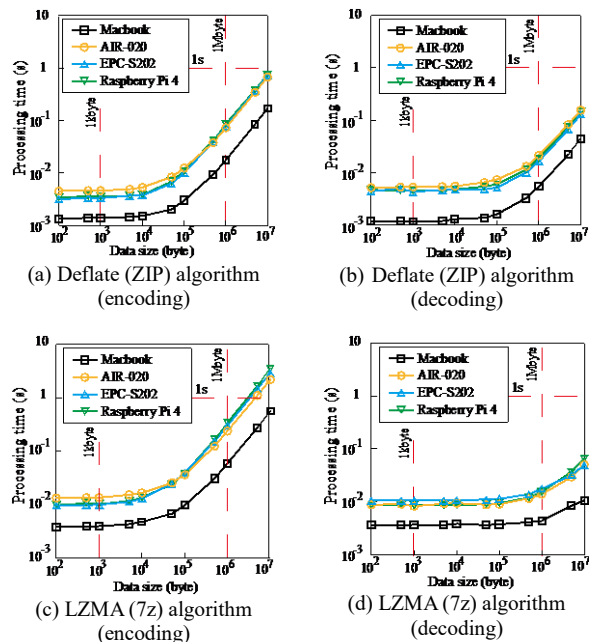 Macbook
AIR-020
EPC-S202
Raspberry Pi 4
1s
1Mbyte
1kbyte
Processing time (s)
10
1
10^-1
10^-2
10^-3
10^2 10^3 10^4 10^5 10^6 10^7
Data size (byte)
(a) Deflate (ZIP) algorithm
(encoding)
Macbook
AIR-020
EPC-S202
Raspberry Pi 4
1s
1Mbyte
1kbyte
Processing time (s)
10
1
10^-1
10^-2
10^-3
10^2 10^3 10^4 10^5 10^6 10^7
Data size (byte)
(b) Deflate (ZIP) algorithm
(decoding)
Macbook
AIR-020
EPC-S202
Raspberry Pi 4
1s
1Mbyte
1kbyte
Processing time (s)
10
1
10^-1
10^-2
10^-3
10^2 10^3 10^4 10^5 10^6 10^7
Data size (byte)
(c) LZMA (7z) algorithm
(encoding)
Macbook
AIR-020
EPC-S202
Raspberry Pi 4
1s
1Mbyte
1kbyte
Processing time (s)
10
1
10^-1
10^-2
10^-3
10^2 10^3 10^4 10^5 10^6 10^7
Data size (byte)
(d) LZMA (7z) algorithm
(decoding)